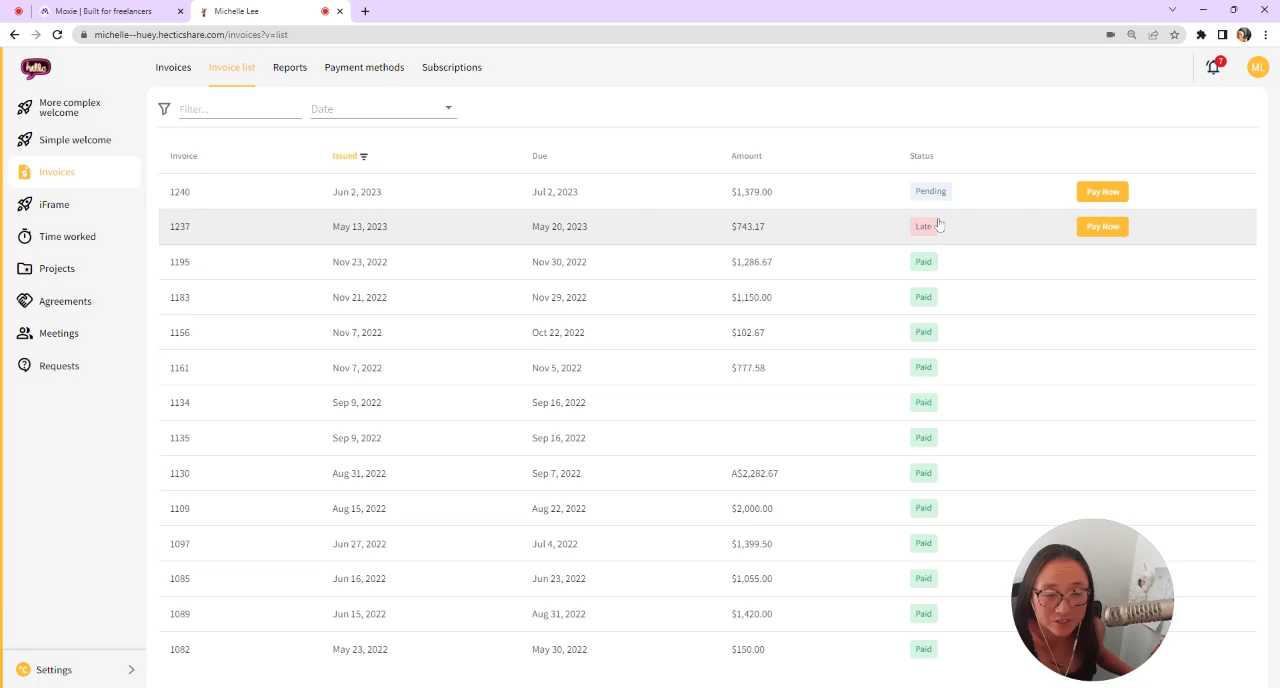 Moxie | Built for freelancers
Michelle Lee
michelle--huey.hecticshare.com/invoices?v=list
hello
Invoices Invoice list Reports Payment methods Subscriptions
7
ML
More complex
welcome
Simple welcome
Invoices
iFrame
Time worked
Projects
Agreements
Meetings
Requests
Settings
Filter... Date
Invoice Issued Due Amount Status
1240 Jun 2, 2023 Jul 2, 2023 $1,379.00 Pending Pay Now
1237 May 13, 2023 May 20, 2023 $743.17 Late Pay Now
1195 Nov 23, 2022 Nov 30, 2022 $1,286.67 Paid
1183 Nov 21, 2022 Nov 29, 2022 $1,150.00 Paid
1156 Nov 7, 2022 Oct 22, 2022 $102.67 Paid
1161 Nov 7, 2022 Nov 5, 2022 $777.58 Paid
1134 Sep 9, 2022 Sep 16, 2022 Paid
1135 Sep 9, 2022 Sep 16, 2022 Paid
1130 Aug 31, 2022 Sep 7, 2022 A$2,282.67 Paid
1109 Aug 15, 2022 Aug 22, 2022 $2,000.00 Paid
1097 Jun 27, 2022 Jul 4, 2022 $1,399.50 Paid
1085 Jun 16, 2022 Jun 23, 2022 $1,055.00 Paid
1089 Jun 15, 2022 Aug 31, 2022 $1,420.00 Paid
1082 May 23, 2022 May 30, 2022 $150.00 Paid